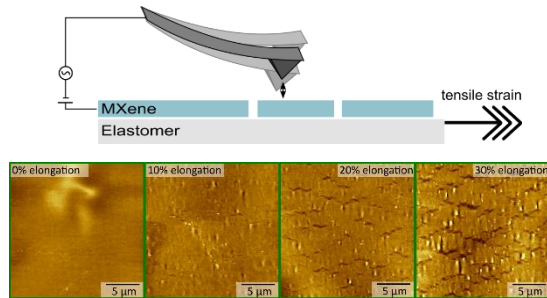 MXene
Elastomer
tensile strain
0% elongation
10% elongation
20% elongation
30% elongation
5 µm
5 µm
5 µm
5 µm